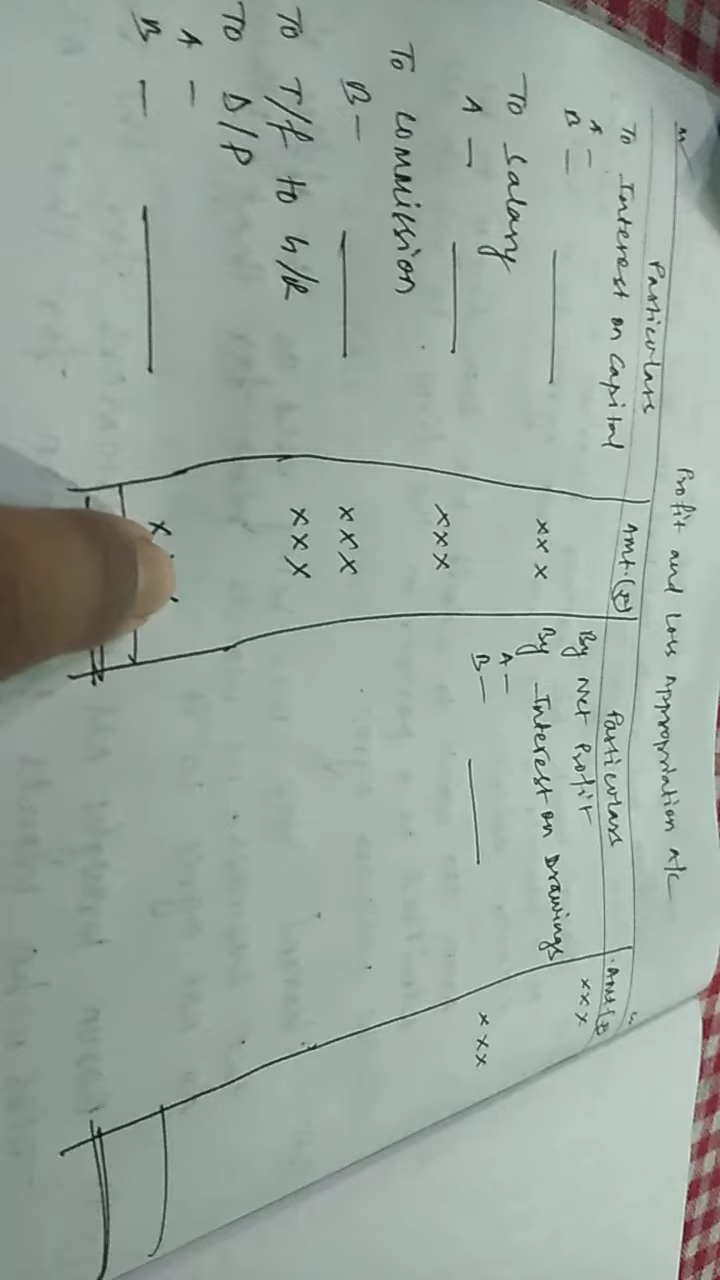 Profit and Loss Appropriation A/c
Particulars Amt.(₹) Particulars Amt(₹)
To Interest on Capital
A -
B - xxx
To Salary
A - xxx
To Commission
B - xxx
To T/f to G/R xxx
To D/P
A -
B - x
By Net Profit xxx
By Interest on Drawings
A -
B - xxx